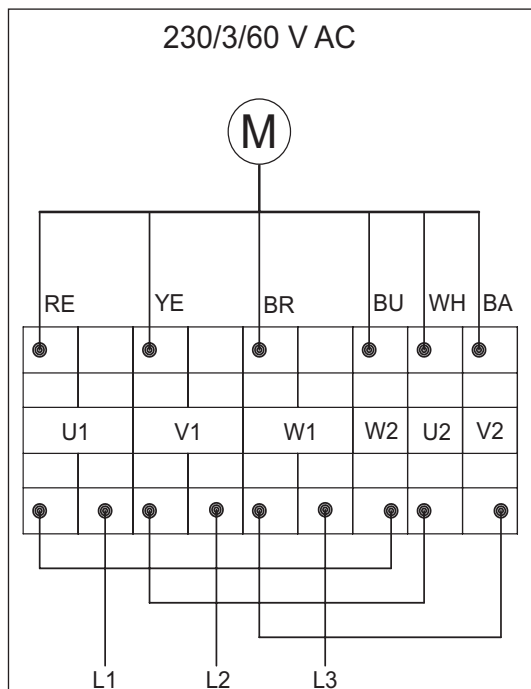 230/3/60 V AC
M
RE YE BR BU WH BA
U1 V1 W1 W2 U2 V2
L1 L2 L3